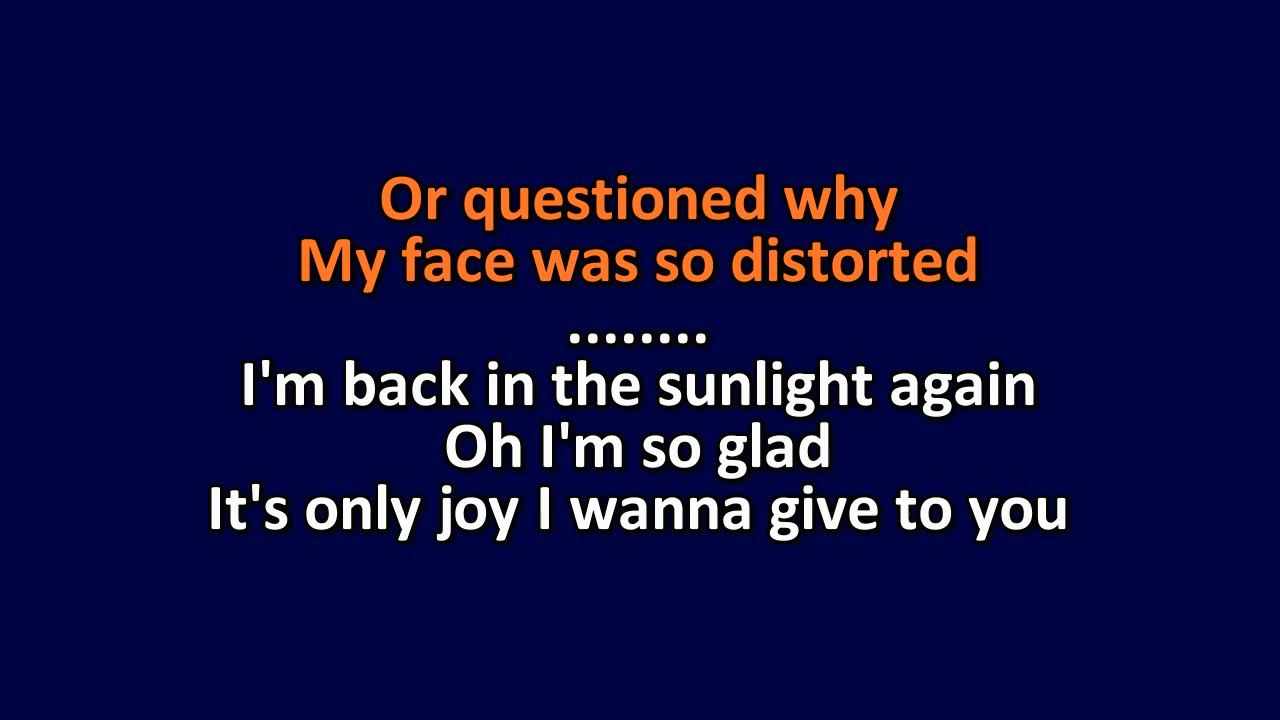 Or questioned why
My face was so distorted
........
I'm back in the sunlight again
Oh I'm so glad
It's only joy I wanna give to you